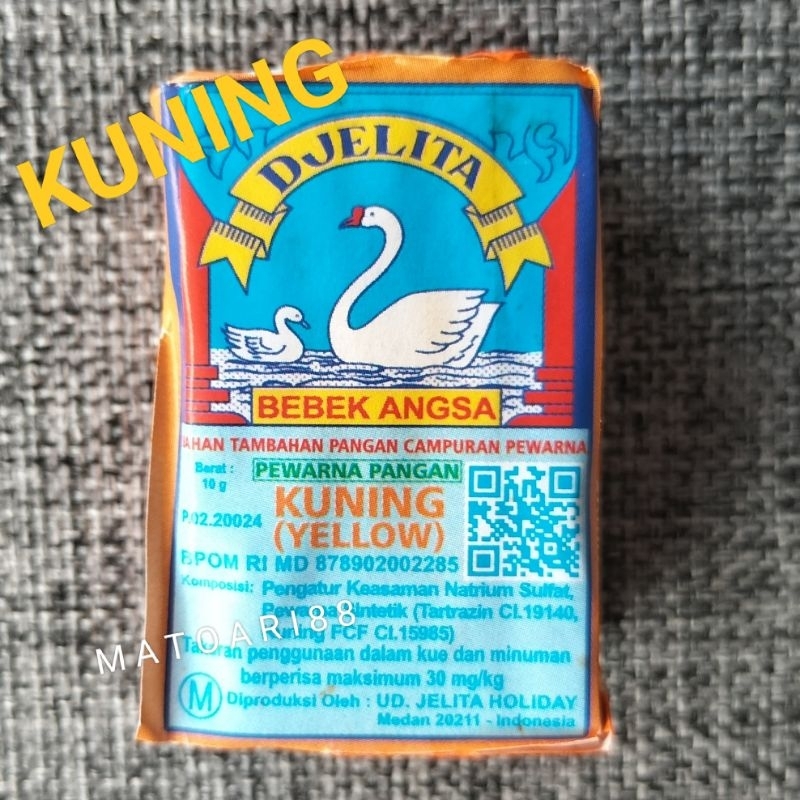 KUNING
DJELITA
BEBEK ANGSA
AHAN TAMBAHAN PANGAN CAMPURAN PEWARNA
Berat :
10 g
PEWARNA PANGAN
KUNING
(YELLOW)
P.02.20024
BPOM RI MD 878902002285
Komposisi: Pengatur Keasaman Natrium Sulfat,
Pewarna Sintetik (Tartrazin CI.19140,
Kuning FCF CI.15985)
Takaran penggunaan dalam kue dan minuman
berperisa maksimum 30 mg/kg
MATOARI88
M Diproduksi Oleh : UD. JELITA HOLIDAY
Medan 20211 - Indonesia